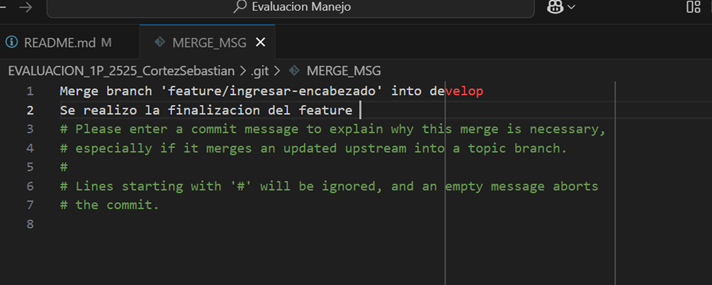 Evaluacion Manejo
README.md M MERGE_MSG
EVALUACION_1P_2525_CortezSebastian > .git > MERGE_MSG
1 Merge branch 'feature/ingresar-encabezado' into develop
2 Se realizo la finalizacion del feature
3 # Please enter a commit message to explain why this merge is necessary,
4 # especially if it merges an updated upstream into a topic branch.
5 #
6 # Lines starting with '#' will be ignored, and an empty message aborts
7 # the commit.
8